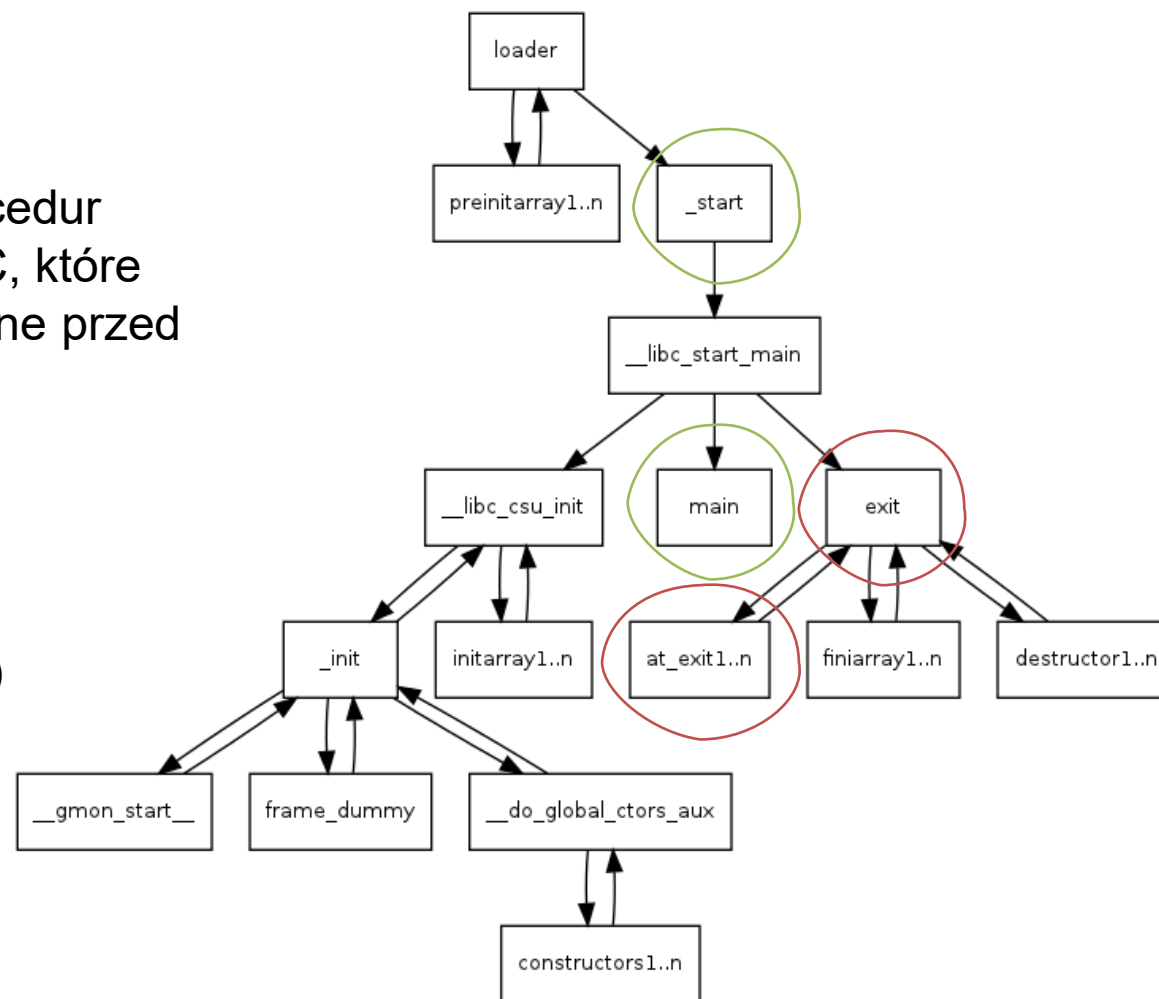 loader
preinitarray1..n
_start
cedur
, które
ne przed
__libc_start_main
__libc_csu_init
main
exit
_init
initarray1..n
at_exit1..n
finiarray1..n
destructor1..n
)
__gmon_start__
frame_dummy
__do_global_ctors_aux
constructors1..n